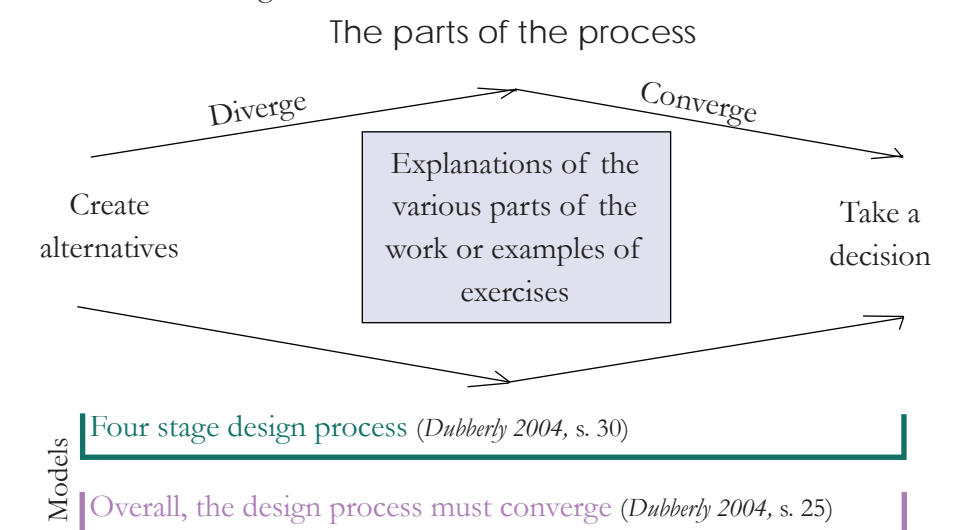 The parts of the process
Diverge
Converge
Create
alternatives
Explanations of the
various parts of the
work or examples of
exercises
Take a
decision
Models
Four stage design process (Dubberly 2004, s. 30)
Overall, the design process must converge (Dubberly 2004, s. 25)